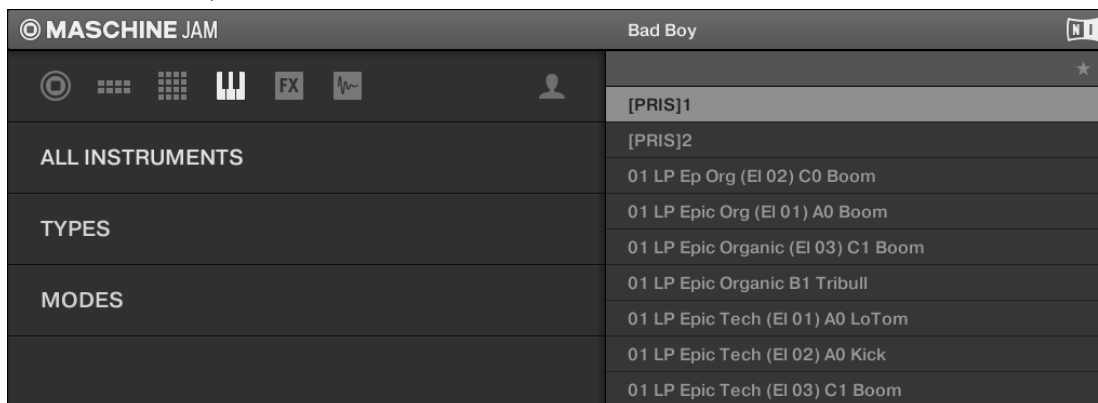 MASCHINE JAM
Bad Boy
FX
ALL INSTRUMENTS
TYPES
MODES
NI
[PRIS]1
[PRIS]2
01 LP Ep Org (El 02) C0 Boom
01 LP Epic Org (El 01) A0 Boom
01 LP Epic Organic (El 03) C1 Boom
01 LP Epic Organic B1 Tribull
01 LP Epic Tech (El 01) A0 LoTom
01 LP Epic Tech (El 02) A0 Kick
01 LP Epic Tech (El 03) C1 Boom